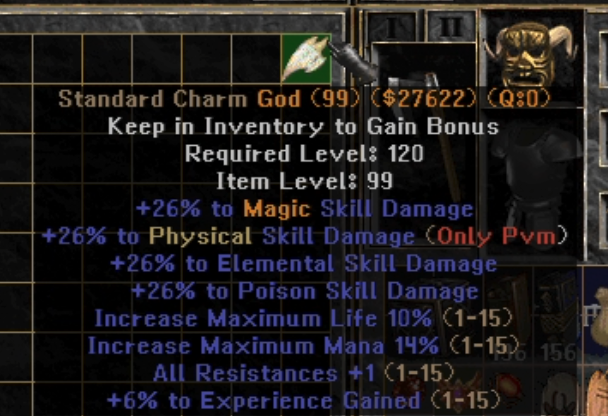 I II
Standard Charm God (99) ($27622) (Q:0)
Keep in Inventory to Gain Bonus
Required Level: 120
Item Level: 99
+26% to Magic Skill Damage
+26% to Physical Skill Damage (Only Pvm)
+26% to Elemental Skill Damage
+26% to Poison Skill Damage
Increase Maximum Life 10% (1-15)
Increase Maximum Mana 14% (1-15)
156
All Resistances +1 (1-15)
+6% to Experience Gained (1-15)